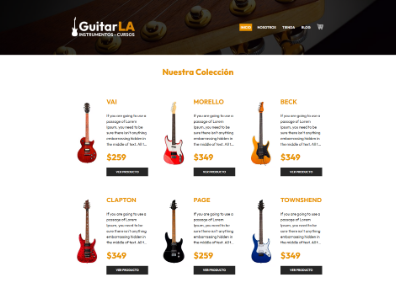 GuitarLA
INSTRUMENTOS - CURSOS
INICIO NOSOTROS TIENDA BLOG
Nuestra Colección
VAI
If you are going to use a
passage of Lorem
Ipsum, you need to be
sure there isn't anything
embarrassing hidden in
the middle of text. All t...
$259
VER PRODUCTO
MORELLO
If you are going to use a
passage of Lorem
Ipsum, you need to be
sure there isn't anything
embarrassing hidden in
the middle of text. All t...
$349
VER PRODUCTO
BECK
If you are going to use a
passage of Lorem
Ipsum, you need to be
sure there isn't anything
embarrassing hidden in
the middle of text. All t...
$349
VER PRODUCTO
CLAPTON
If you are going to use a
passage of Lorem
Ipsum, you need to be
sure there isn't anything
embarrassing hidden in
the middle of text. All t...
$349
VER PRODUCTO
PAGE
If you are going to use a
passage of Lorem
Ipsum, you need to be
sure there isn't anything
embarrassing hidden in
the middle of text. All t...
$259
VER PRODUCTO
TOWNSHEND
If you are going to use a
passage of Lorem
Ipsum, you need to be
sure there isn't anything
embarrassing hidden in
the middle of text. All t...
$349
VER PRODUCTO